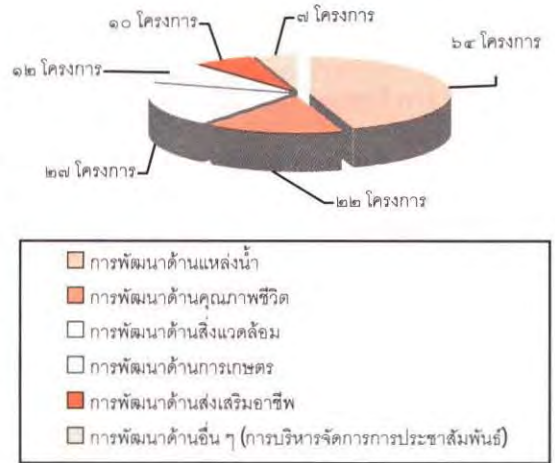 ๑๐ โครงการ
๗ โครงการ
๖๔ โครงการ
๑๒ โครงการ
๒๗ โครงการ
๒๒ โครงการ
การพัฒนาด้านแหล่งน้ำ
การพัฒนาด้านคุณภาพชีวิต
การพัฒนาด้านสิ่งแวดล้อม
การพัฒนาด้านการเกษตร
การพัฒนาด้านส่งเสริมอาชีพ
การพัฒนาด้านอื่น ๆ (การบริหารจัดการการประชาสัมพันธ์)